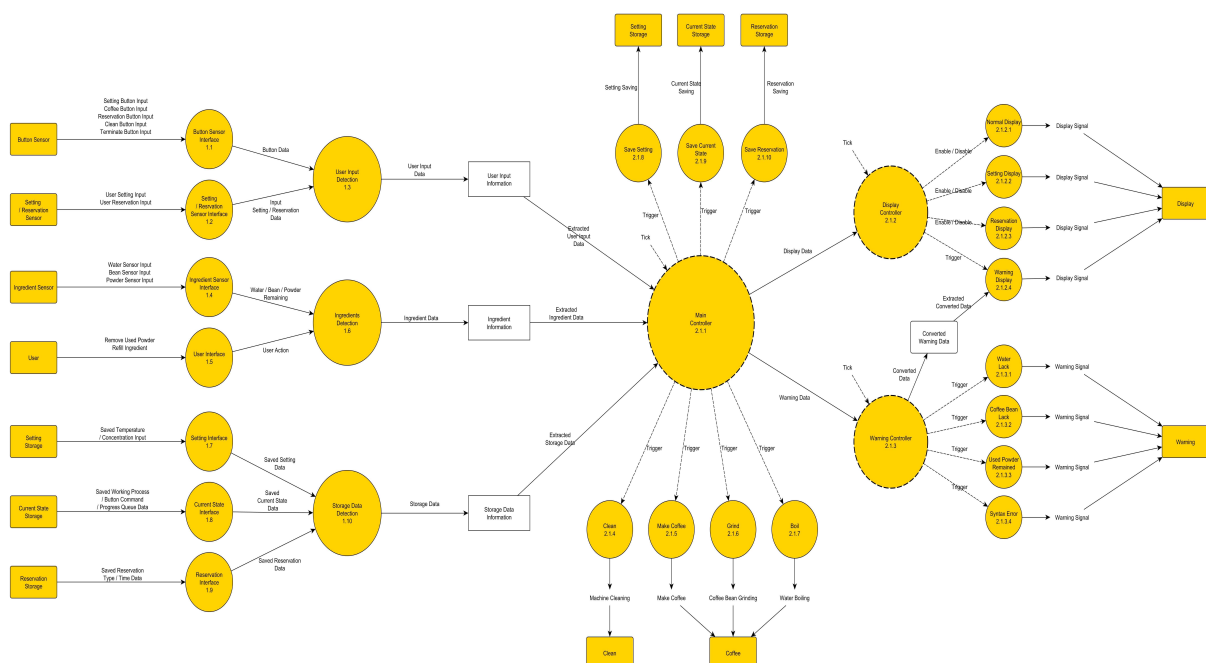 Setting
Storage
Current State
Storage
Reservation
Storage
Setting Saving
Current State
Saving
Reservation
Saving
Save Setting
2.1.8
Save Current
State
2.1.9
Save Reservation
2.1.10
Trigger
Trigger
Trigger
Tick
Button Sensor
Setting Button Input
Coffee Button Input
Reservation Button Input
Clean Button Input
Terminate Button Input
Button Sensor
Interface
1.1
Button Data
Setting
/ Reservation
Sensor
User Setting Input
User Reservation Input
Setting
/ Resrvation
Sensor Interface
1.2
Input
Setting / Reservation
Data
User Input
Detection
1.3
User Input
Data
User Input
Information
Extracted
User Input
Data
Ingredient Sensor
Water Sensor Input
Bean Sensor Input
Powder Sensor Input
Ingredient Sensor
Interface
1.4
Water / Bean / Powder
Remaining
User
Remove Used Powder
Refill Ingredient
User Interface
1.5
User Action
Ingredients
Detection
1.6
Ingredient Data
Ingredient
Information
Extracted
Ingredient Data
Setting
Storage
Saved Temperature
/ Concentration Input
Setting Interface
1.7
Saved Setting
Data
Current State
Storage
Saved Working Process
/ Button Command
/ Progress Queue Data
Current State
Interface
1.8
Saved
Current State
Data
Reservation
Storage
Saved Reservation
Type / Time Data
Reservation
Interface
1.9
Saved Reservation
Data
Storage Data
Detection
1.10
Storage Data
Storage Data
Information
Extracted
Storage Data
Main
Controller
2.1.1
Display Data
Warning Data
Trigger
Trigger
Trigger
Trigger
Clean
2.1.4
Make Coffee
2.1.5
Grind
2.1.6
Boil
2.1.7
Machine Cleaning
Make Coffee
Coffee Bean Grinding
Water Boiling
Clean
Coffee
Tick
Display
Controller
2.1.2
Enable / Disable
Enable / Disable
Enable / Disable
Trigger
Normal Display
2.1.2.1
Display Signal
Setting Display
2.1.2.2
Display Signal
Reservation
Display
2.1.2.3
Display Signal
Warning
Display
2.1.2.4
Display Signal
Display
Extracted
Converted Data
Converted
Warning Data
Converted
Data
Tick
Warning Controller
2.1.3
Trigger
Trigger
Trigger
Trigger
Water
Lack
2.1.3.1
Warning Signal
Coffee Bean
Lack
2.1.3.2
Warning Signal
Used Powder
Remained
2.1.3.3
Warning Signal
Syntax Error
2.1.3.4
Warning Signal
Warning